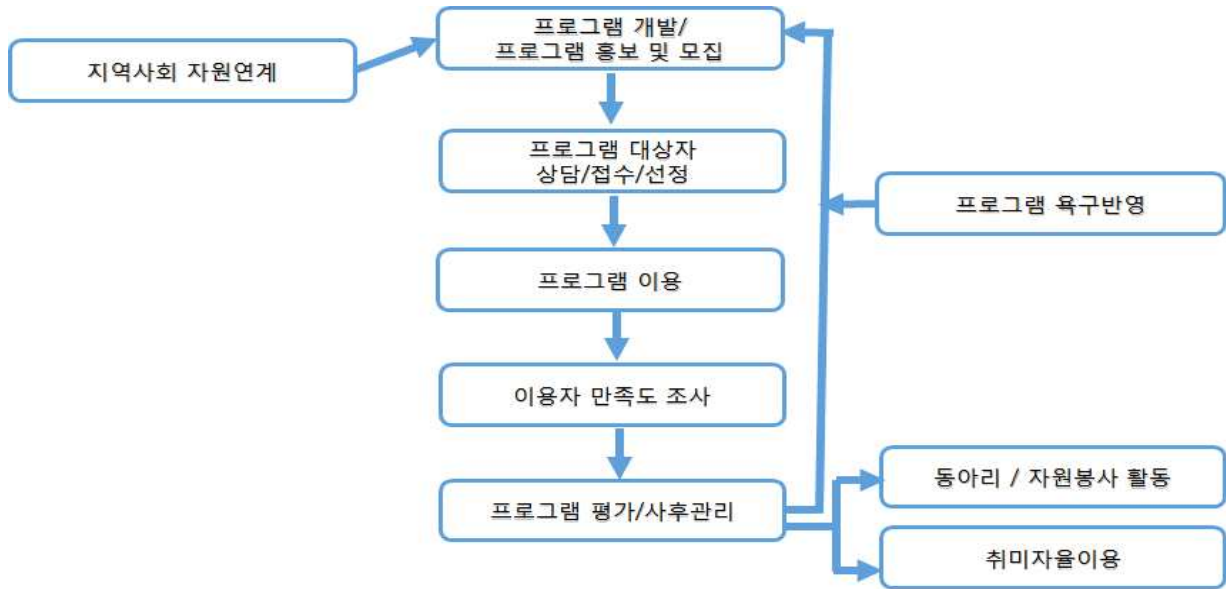 프로그램 개발/
프로그램 홍보 및 모집
지역사회 자원연계
프로그램 대상자
상담/접수/선정
프로그램 욕구반영
프로그램 이용
이용자 만족도 조사
프로그램 평가/사후관리
동아리 / 자원봉사 활동
취미자율이용